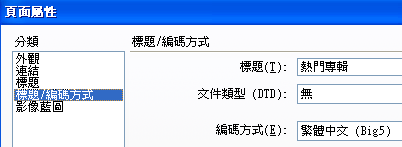 頁面屬性
分類
外觀
連結
標題
標題/編碼方式
影像藍圖
標題/編碼方式
標題(T): 熱門專輯
文件類型 (DTD): 無
編碼方式(E): 繁體中文 (Big5)